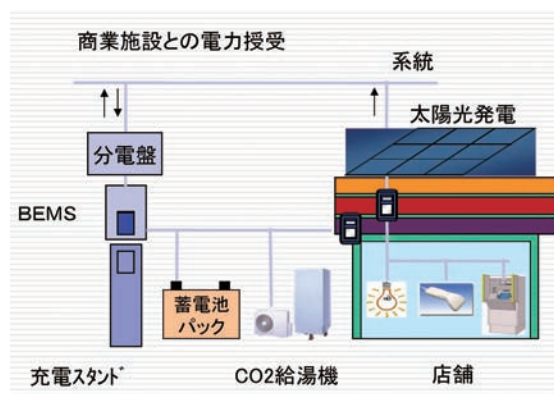 商業施設との電力授受
系統
太陽光発電
分電盤
BEMS
蓄電池
パック
充電スタンド
CO2給湯機
店舗